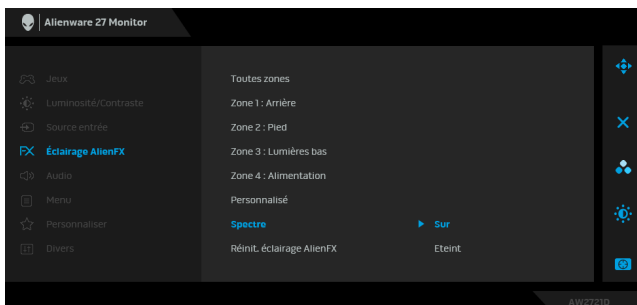 Alienware 27 Monitor
Jeux
Luminosité/Contraste
Source entrée
FX Éclairage AlienFX
Audio
Menu
Personnaliser
Divers
Toutes zones
Zone 1 : Arrière
Zone 2 : Pied
Zone 3 : Lumières bas
Zone 4 : Alimentation
Personnalisé
Spectre Sur
Réinit. éclairage AlienFX Eteint
AW2721D